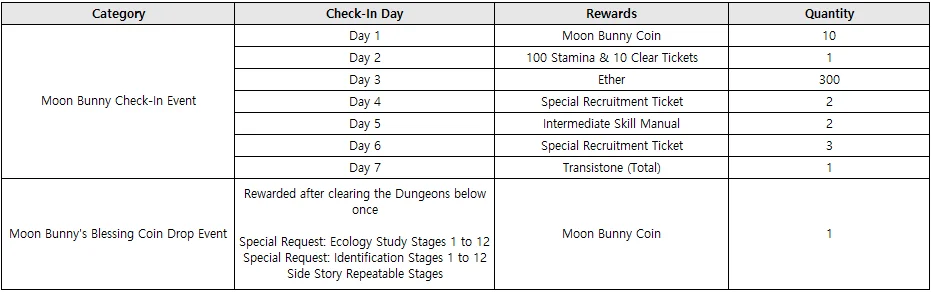 Category Check-In Day Rewards Quantity
Moon Bunny Check-In Event
Day 1 Moon Bunny Coin 10
Day 2 100 Stamina & 10 Clear Tickets 1
Day 3 Ether 300
Day 4 Special Recruitment Ticket 2
Day 5 Intermediate Skill Manual 2
Day 6 Special Recruitment Ticket 3
Day 7 Transistone (Total) 1
Moon Bunny's Blessing Coin Drop Event
Rewarded after clearing the Dungeons below
once
Special Request: Ecology Study Stages 1 to 12
Special Request: Identification Stages 1 to 12
Side Story Repeatable Stages
Moon Bunny Coin 1